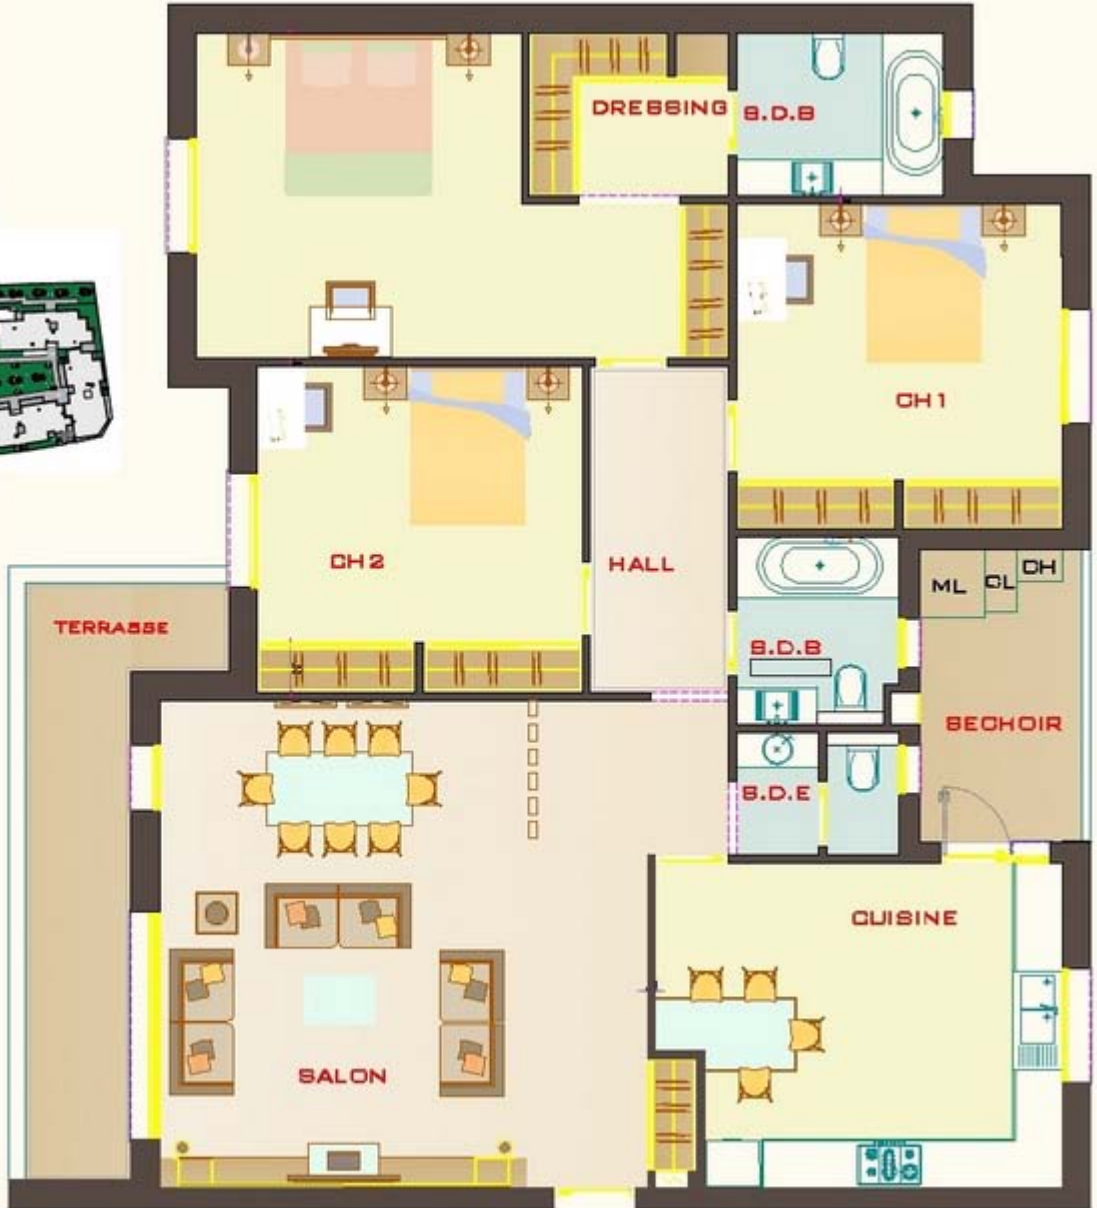 DRESSING
S.D.B
CH 1
CH 2
HALL
ML
CL
CH
TERRASSE
S.D.B
SECHOIR
S.D.E
CUISINE
SALON